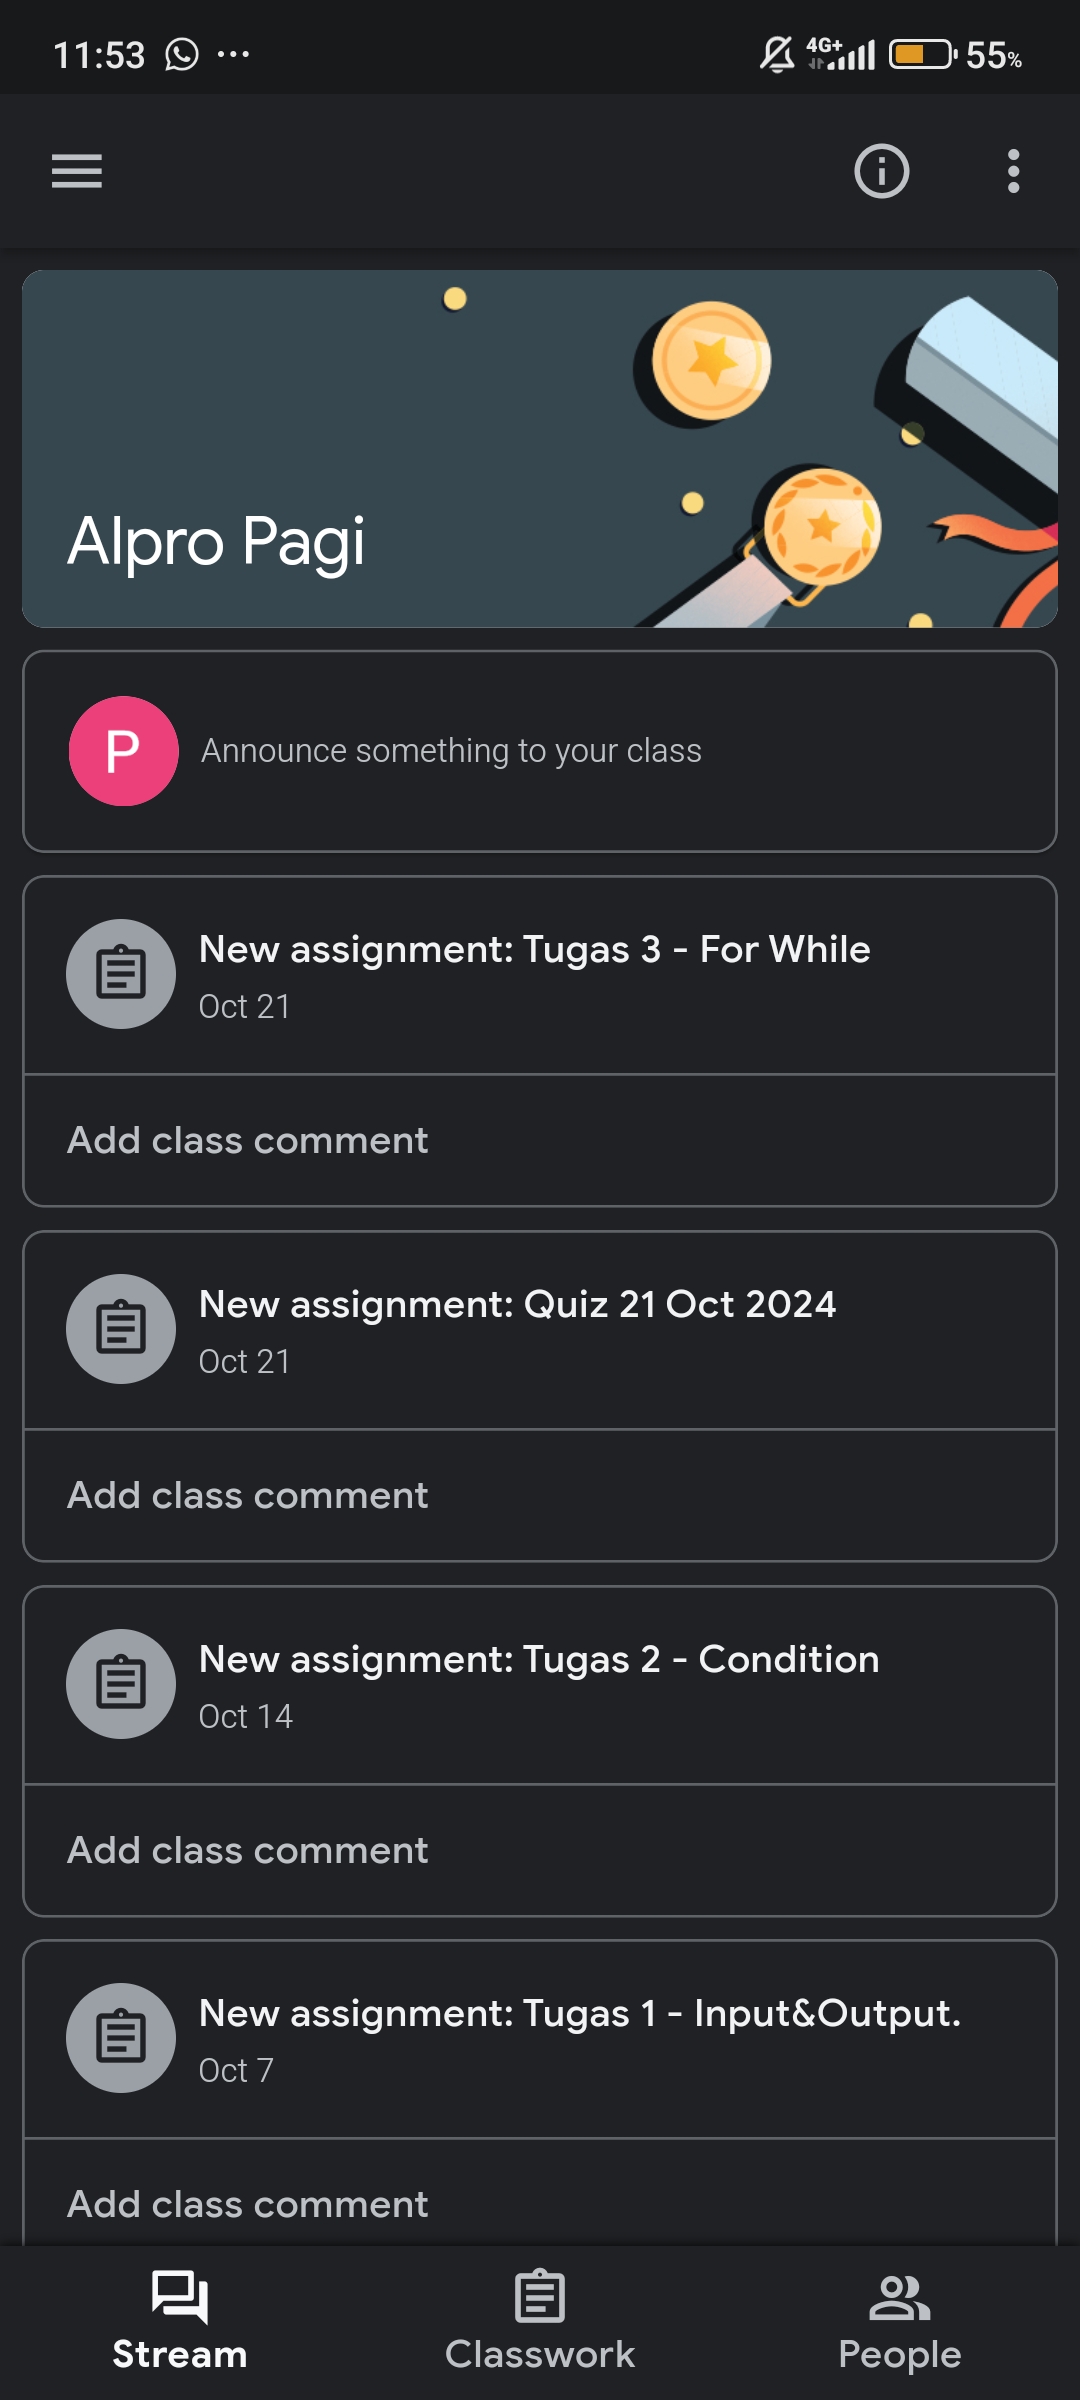 11:53
4G+
55%
Alpro Pagi
P
Announce something to your class
New assignment: Tugas 3 - For While
Oct 21
Add class comment
New assignment: Quiz 21 Oct 2024
Oct 21
Add class comment
New assignment: Tugas 2 - Condition
Oct 14
Add class comment
New assignment: Tugas 1 - Input&Output.
Oct 7
Add class comment
Stream
Classwork
People